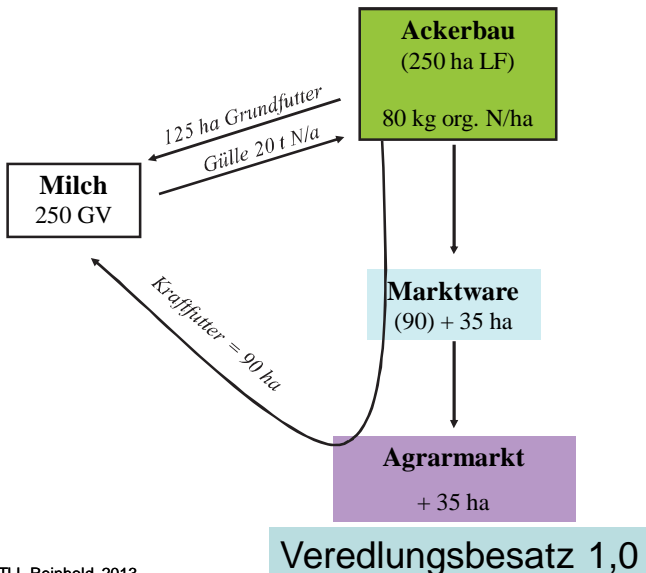 Ackerbau
(250 ha LF)
80 kg org. N/ha
125 ha Grundfutter
Gülle 20 t N/a
Milch
250 GV
Kraftfutter = 90 ha
Marktware
(90) + 35 ha
Agrarmarkt
+ 35 ha
Veredlungsbesatz 1,0